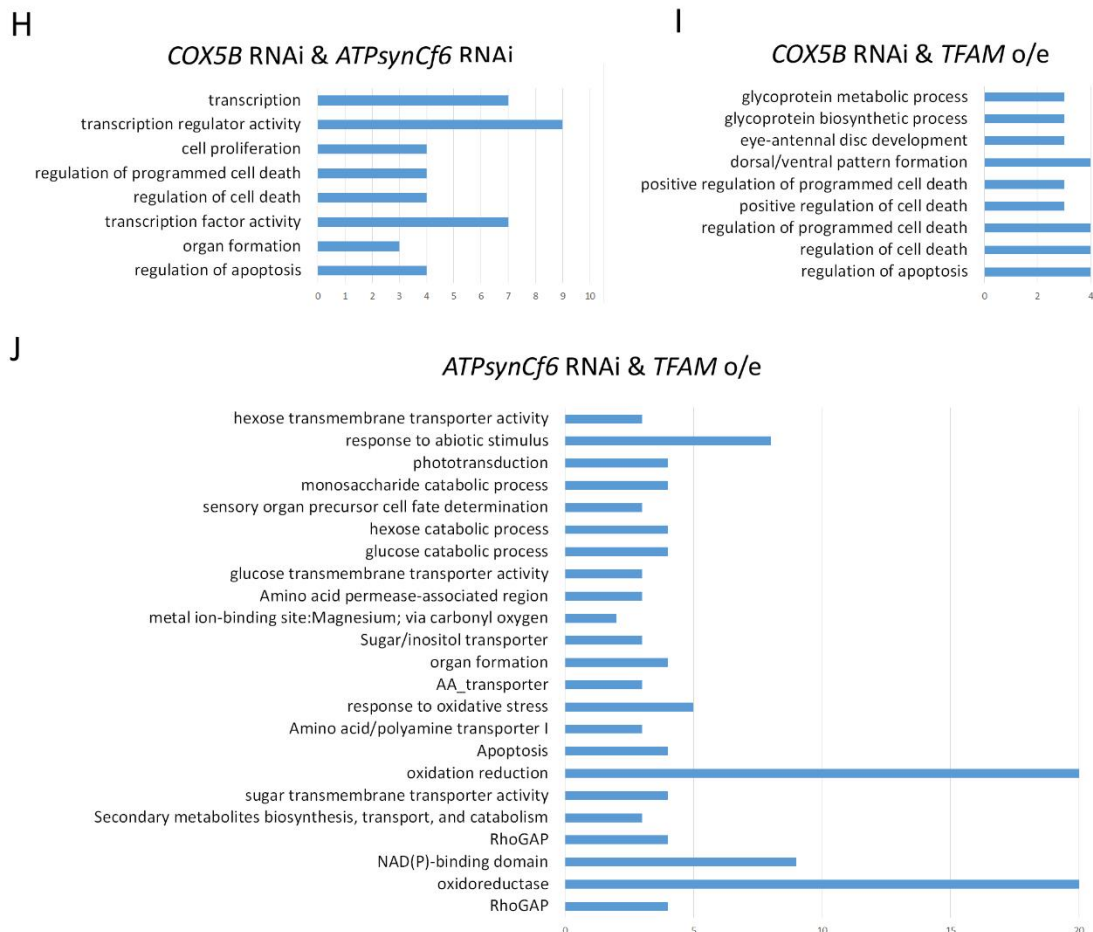 H
COX5B RNAi & ATPsynCf6 RNAi
transcription
transcription regulator activity
cell proliferation
regulation of programmed cell death
regulation of cell death
transcription factor activity
organ formation
regulation of apoptosis
0 1 2 3 4 5 6 7 8 9 10
I
COX5B RNAi & TFAM o/e
glycoprotein metabolic process
glycoprotein biosynthetic process
eye-antennal disc development
dorsal/ventral pattern formation
positive regulation of programmed cell death
positive regulation of cell death
regulation of programmed cell death
regulation of cell death
regulation of apoptosis
0 2 4
J
ATPsynCf6 RNAi & TFAM o/e
hexose transmembrane transporter activity
response to abiotic stimulus
phototransduction
monosaccharide catabolic process
sensory organ precursor cell fate determination
hexose catabolic process
glucose catabolic process
glucose transmembrane transporter activity
Amino acid permease-associated region
metal ion-binding site:Magnesium; via carbonyl oxygen
Sugar/inositol transporter
organ formation
AA_transporter
response to oxidative stress
Amino acid/polyamine transporter I
Apoptosis
oxidation reduction
sugar transmembrane transporter activity
Secondary metabolites biosynthesis, transport, and catabolism
RhoGAP
NAD(P)-binding domain
oxidoreductase
RhoGAP
0 5 10 15 20